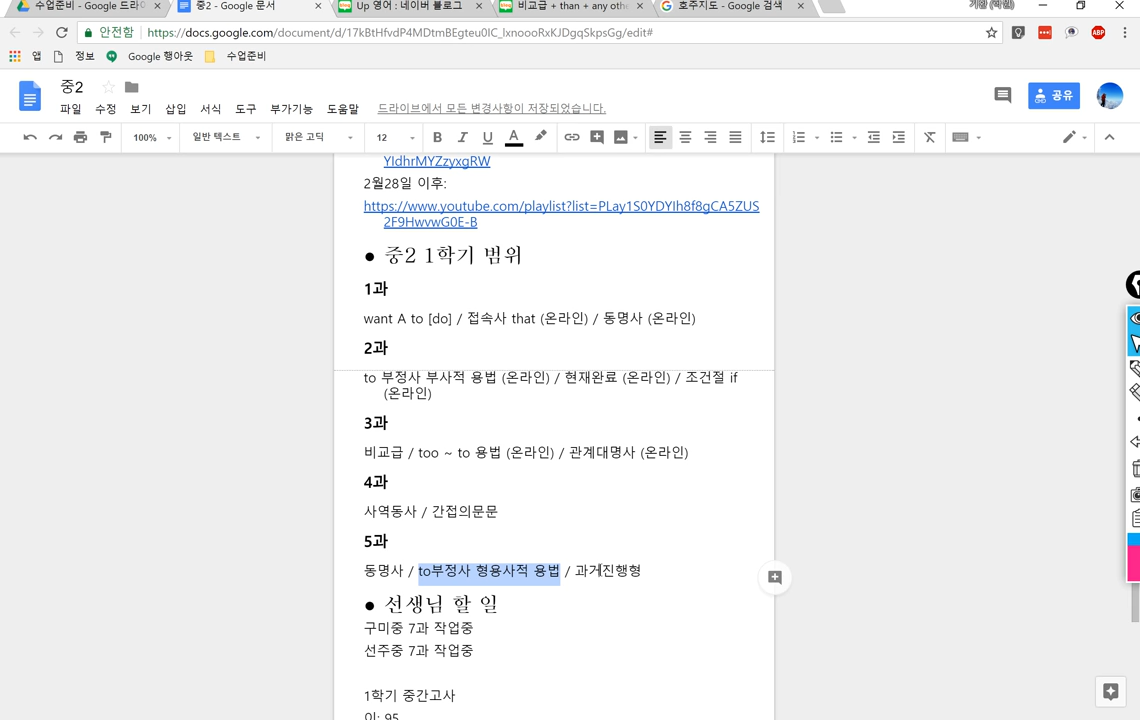 수업준비 - Google 드라이
중2 - Google 문서
Up 영어 : 네이버 블로그
비교급 + than + any othe
호주지도 - Google 검색
안전함
https://docs.google.com/document/d/17kBtHfvdP4MDtmBEgteu0IC_lxnoooRxKJDgqSkpsGg/edit#
ABP
앱 정보 Google 행아웃 수업준비
중2
파일 수정 보기 삽입 서식 도구 부가기능 도움말 드라이브에서 모든 변경사항이 저장되었습니다.
공유
100% 일반 텍스트 맑은 고딕 12 B I U A
YIdhrMYZzyxgRW
2월28일 이후:
https://www.youtube.com/playlist?list=PLay1S0YDYIh8f8gCA5ZUS
2F9HwvwG0E-B
● 중2 1학기 범위
1과
want A to [do] / 접속사 that (온라인) / 동명사 (온라인)
2과
to 부정사 부사적 용법 (온라인) / 현재완료 (온라인) / 조건절 if
(온라인)
3과
비교급 / too ~ to 용법 (온라인) / 관계대명사 (온라인)
4과
사역동사 / 간접의문문
5과
동명사 / to부정사 형용사적 용법 / 과거진행형
● 선생님 할 일
구미중 7과 작업중
선주중 7과 작업중
1학기 중간고사
이: 95